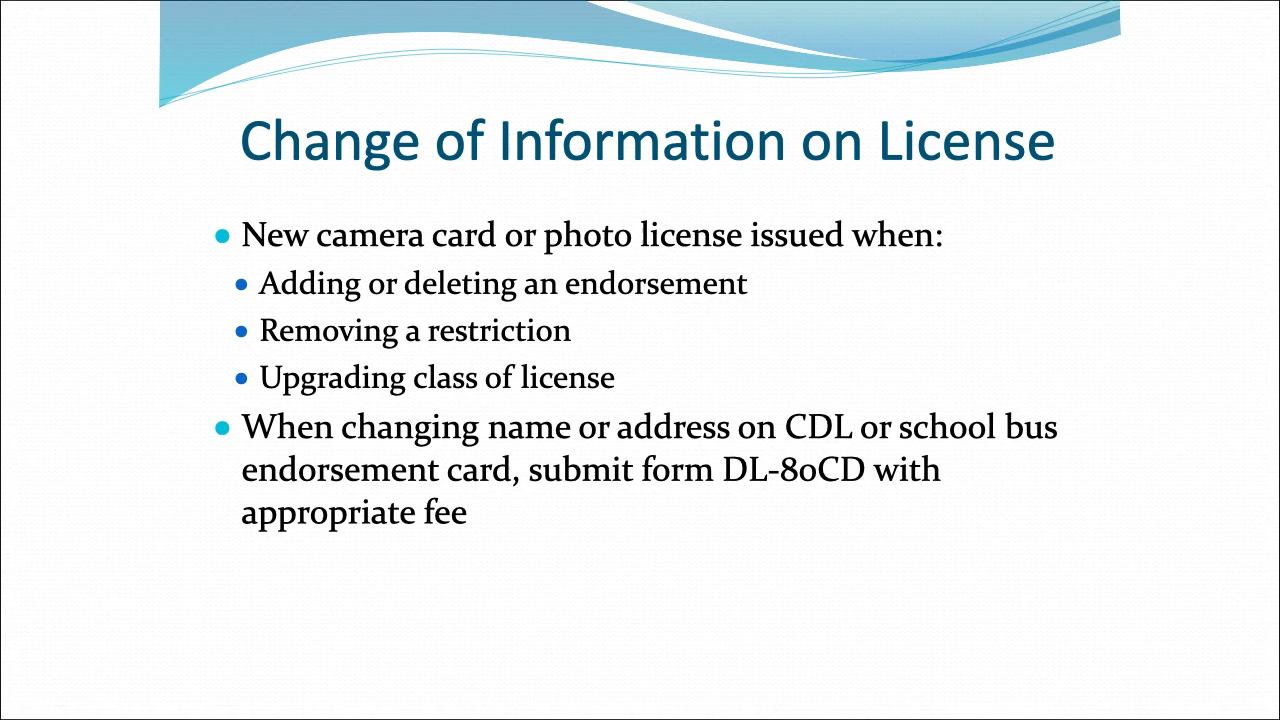 Change of Information on License
New camera card or photo license issued when:
Adding or deleting an endorsement
Removing a restriction
Upgrading class of license
When changing name or address on CDL or school bus
endorsement card, submit form DL-80CD with
appropriate fee